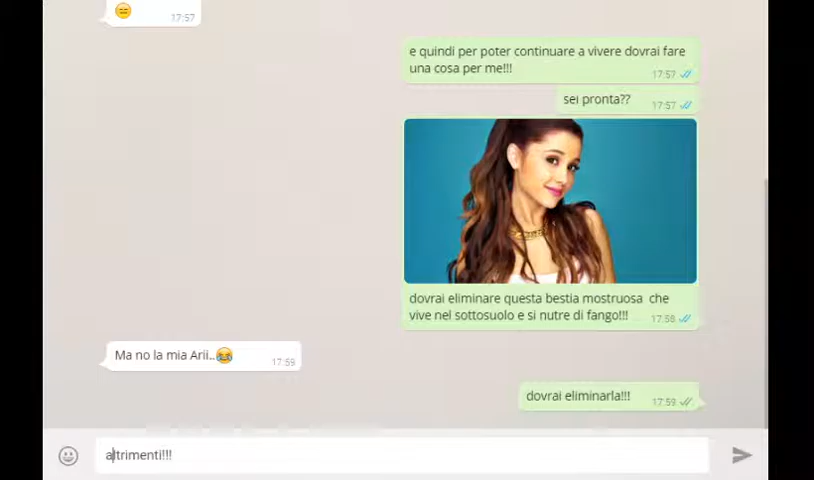 17:57
e quindi per poter continuare a vivere dovrai fare
una cosa per me!!!
17:57
sei pronta??
17:57
dovrai eliminare questa bestia mostruosa che
vive nel sottosuolo e si nutre di fango!!!
17:58
Ma no la mia Arii..😂
17:59
dovrai eliminarla!!!
17:59
altrimenti!!!